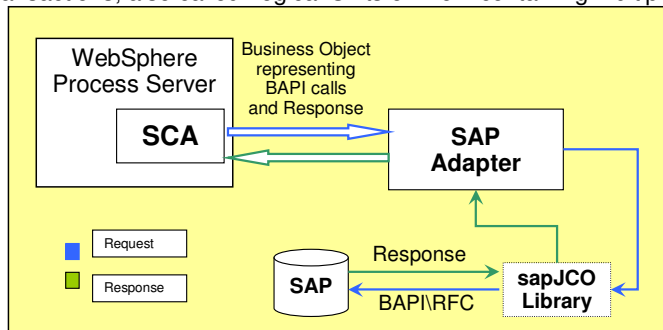 WebSphere
Process Server
SCA
Business Object
representing
BAPI calls
and Response
SAP
Adapter
Request
Response
SAP
Response
BAPI\RFC
sapJCO
Library